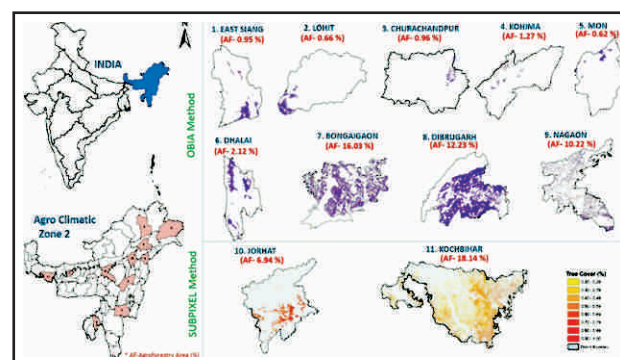 INDIA
N
Agro Climatic
Zone 2
* AF-Agroforestry Area (%)
OBIA Method
SUBPIXEL Method
1. EAST SIANG
(AF- 0.95 %)
2. LOHIT
(AF- 0.66 %)
3. CHURACHANDPUR
(AF- 0.96 %)
4. KOHIMA
(AF- 1.27 %)
5. MON
(AF- 0.62 %)
6. DHALAI
(AF- 2.12 %)
7. BONGAIGAON
(AF- 16.03 %)
8. DIBRUGARH
(AF- 12.23 %)
9. NAGAON
(AF- 10.22 %)
10. JORHAT
(AF- 6.94 %)
11. KOCHBIHAR
(AF- 18.14 %)
Tree Cover (%)